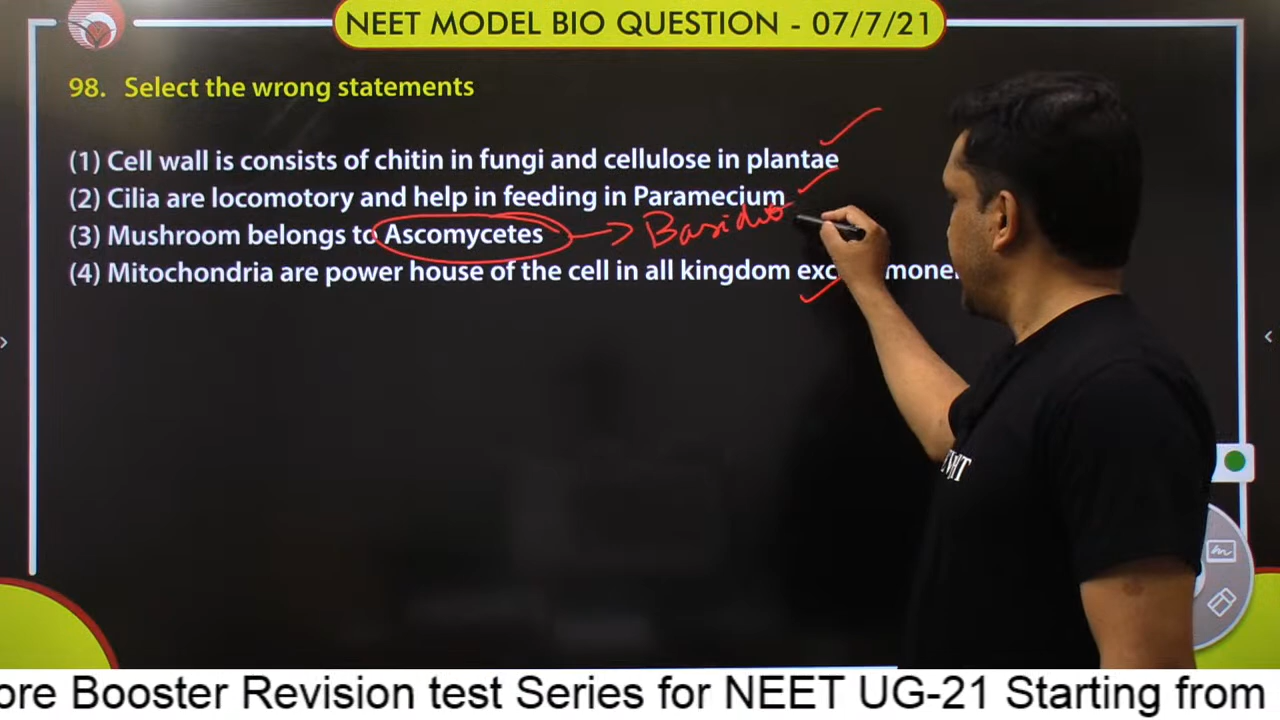 NEET MODEL BIO QUESTION - 07/7/21
98. Select the wrong statements
(1) Cell wall is consists of chitin in fungi and cellulose in plantae
(2) Cilia are locomotory and help in feeding in Paramecium
(3) Mushroom belongs to Ascomycetes → Basidio
(4) Mitochondria are power house of the cell in all kingdom
ore Booster Revision test Series for NEET UG-21 Starting from